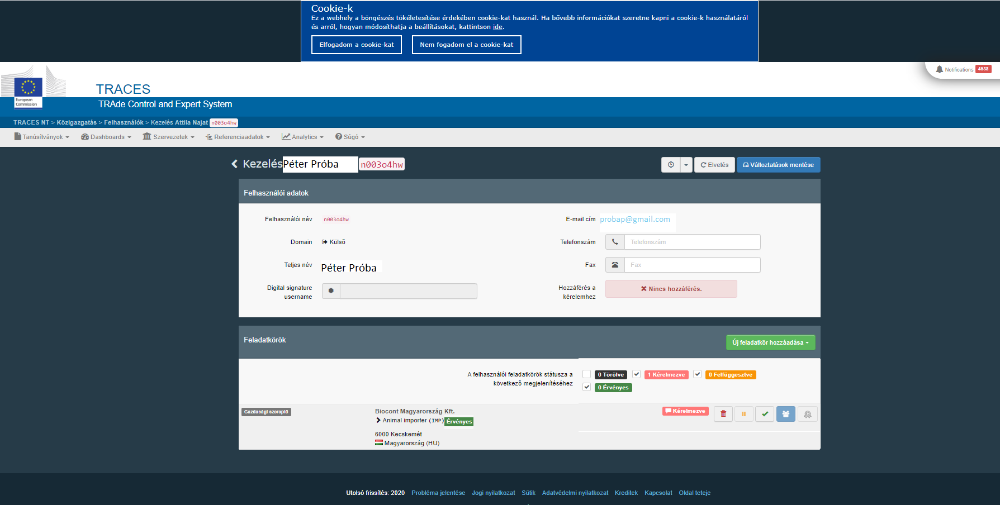 Cookie-k
Ez a webhely a böngészés tökéletesítése érdekében cookie-kat használ. Ha bővebb információkat szeretne kapni a cookie-k használatáról
és arról, hogyan módosíthatja a beállításokat, kattintson ide.
Elfogadom a cookie-kat
Nem fogadom el a cookie-kat
Notifications 4538
European
Commission
TRACES
TRAde Control and Expert System
TRACES NT > Közigazgatás > Felhasználók > Kezelés Attila Najat n003o4hw
Tanúsítványok
Dashboards
Szervezetek
Referenciaadatok
Analytics
Súgó
Kezelés Péter Próba n003o4hw
Elvetés
Változtatások mentése
Felhasználói adatok
Felhasználói név n003o4hw
E-mail cím probap@gmail.com
Domain Külső
Telefonszám Telefonszám
Teljes név Péter Próba
Fax Fax
Digital signature
username
Hozzáférés a
kérelemhez
Nincs hozzáférés.
Feladatkörök
Új feladatkör hozzáadása
A felhasználói feladatkörök státusza a
következő megjelenítéséhez
0 Törölve 1 Kérelmezve 0 Felfüggesztve
0 Érvényes
Gazdasági szereplő
Biocont Magyarország Kft.
Animal importer (IMP) Érvényes
6000 Kecskemét
Magyarország (HU)
Kérelmezve
Utolsó frissítés: 2020 Probléma jelentése Jogi nyilatkozat Sütik Adatvédelmi nyilatkozat Kreditek Kapcsolat Oldal teteje